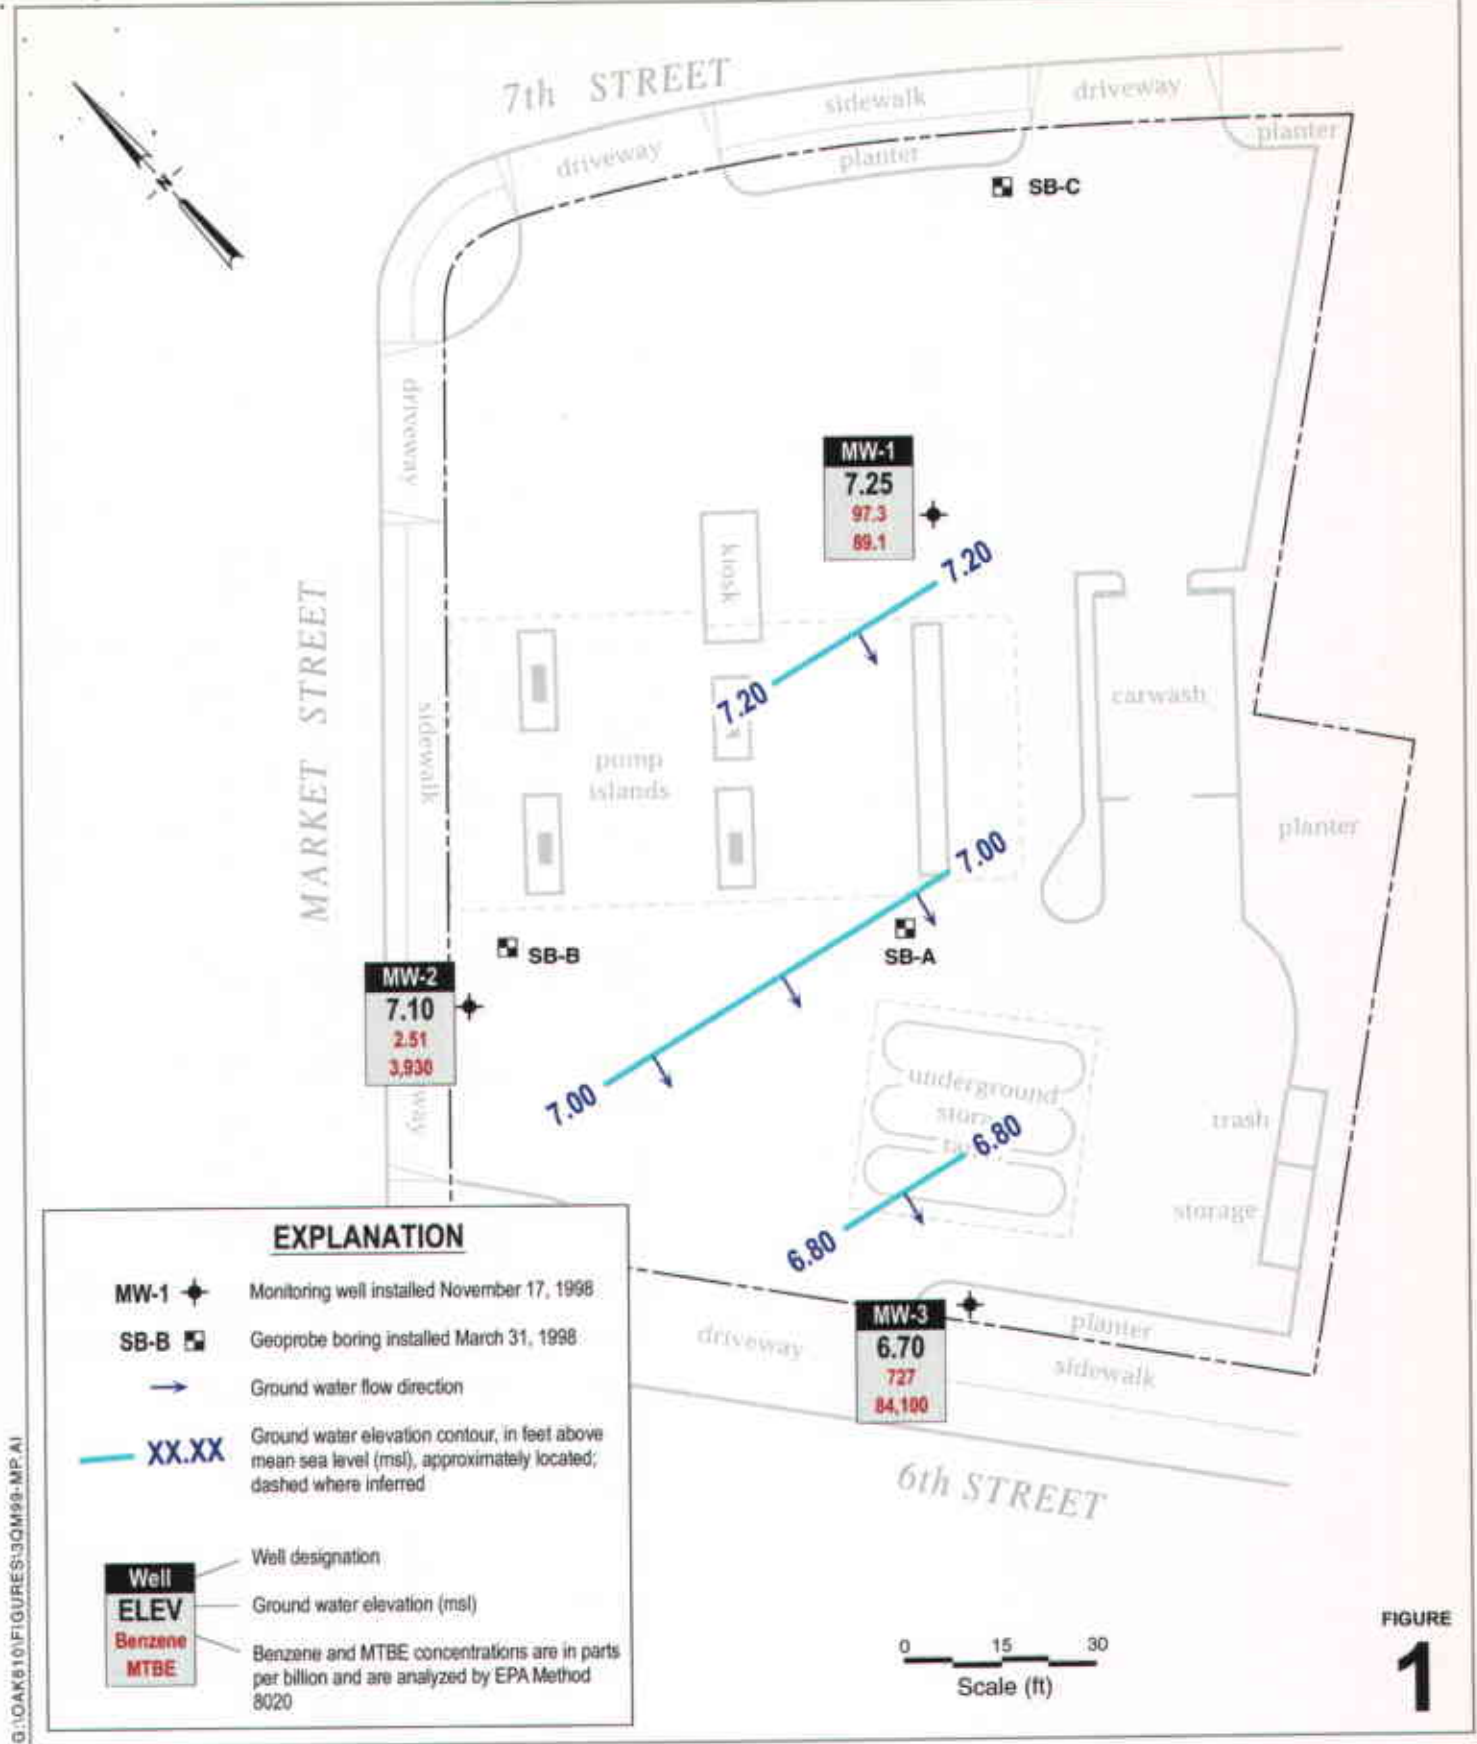 7th STREET
sidewalk
driveway
planter
driveway
planter
SB-C
N
driveway
MW-1
7.25
97.3
89.1
kiosk
7.20
7.20
MARKET STREET
sidewalk
carwash
pump
islands
planter
7.00
SB-B
SB-A
MW-2
7.10
2.51
3,930
7.00
way
underground
6.80
trash
storage
6.80
EXPLANATION
MW-1 Monitoring well installed November 17, 1998
SB-B Geoprobe boring installed March 31, 1998
Ground water flow direction
XX.XX Ground water elevation contour, in feet above
mean sea level (msl), approximately located;
dashed where inferred
Well
ELEV
Benzene
MTBE
Well designation
Ground water elevation (msl)
Benzene and MTBE concentrations are in parts
per billion and are analyzed by EPA Method
8020
MW-3
6.70
727
84,100
driveway
planter
sidewalk
6th STREET
0 15 30
Scale (ft)
FIGURE
1
G:\OAK610\FIGURES\3QM99-MP.AI